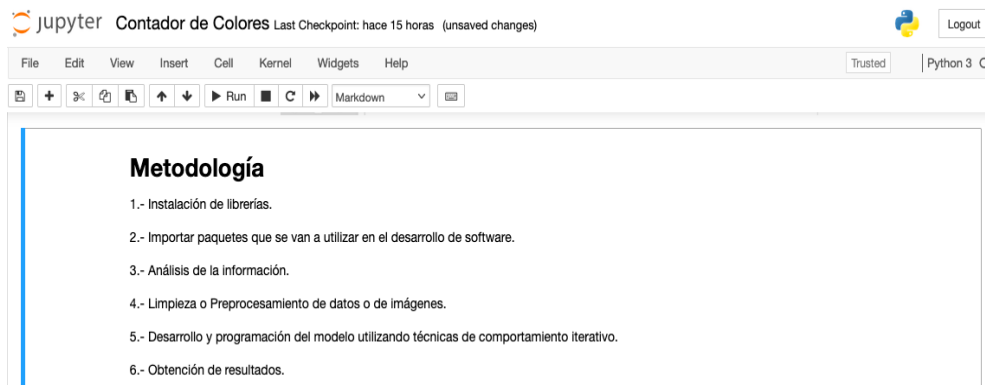 jupyter Contador de Colores Last Checkpoint: hace 15 horas (unsaved changes)
Logout
File Edit View Insert Cell Kernel Widgets Help
Trusted
Python 3
Run
Markdown
Metodología
1.- Instalación de librerías.
2.- Importar paquetes que se van a utilizar en el desarrollo de software.
3.- Análisis de la información.
4.- Limpieza o Preprocesamiento de datos o de imágenes.
5.- Desarrollo y programación del modelo utilizando técnicas de comportamiento iterativo.
6.- Obtención de resultados.